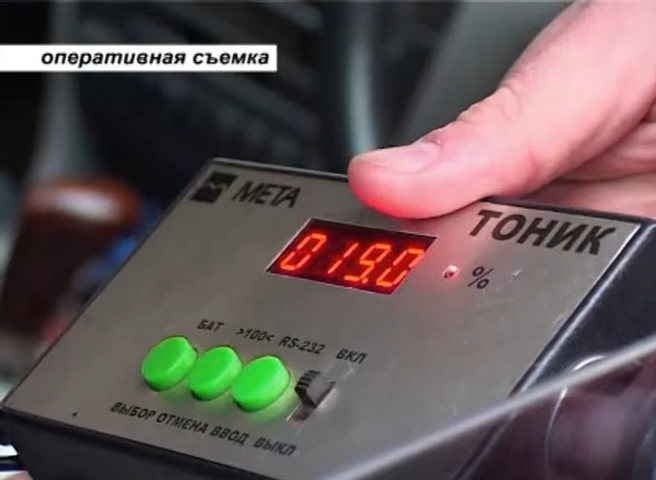 оперативная съемка
МЕТА
ТОНИК
019.0 %
БАТ >100< RS-232 ВКЛ
ВЫБОР ОТМЕНА ВВОД ВЫКЛ